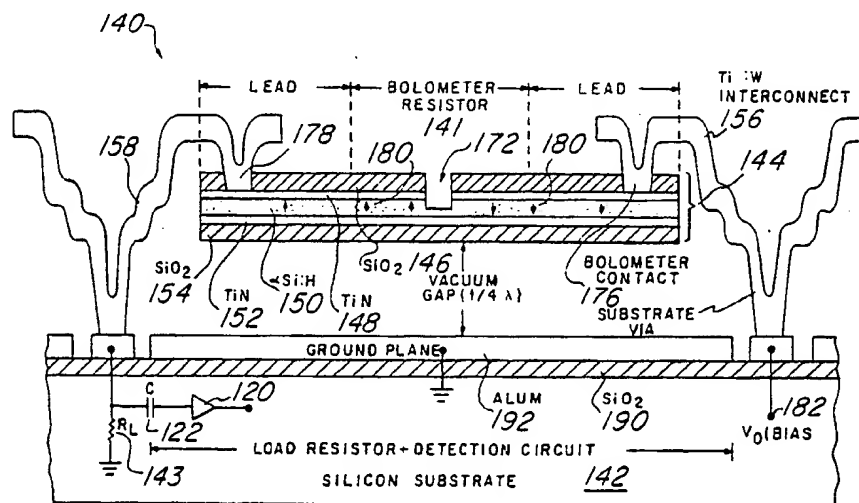 140
LEAD
BOLOMETER
RESISTOR
141
LEAD
Ti:W
INTERCONNECT
156
178
172
180
180
158
144
SiO2
154
TiN
152
αSi:H
150
TiN
148
SiO2
146
VACUUM
GAP(1/4 λ)
BOLOMETER
CONTACT
176
SUBSTRATE
VIA
GROUND PLANE
C
120
122
RL
143
ALUM
192
SiO2
190
182
V0(BIAS
LOAD RESISTOR+DETECTION CIRCUIT
SILICON SUBSTRATE
142